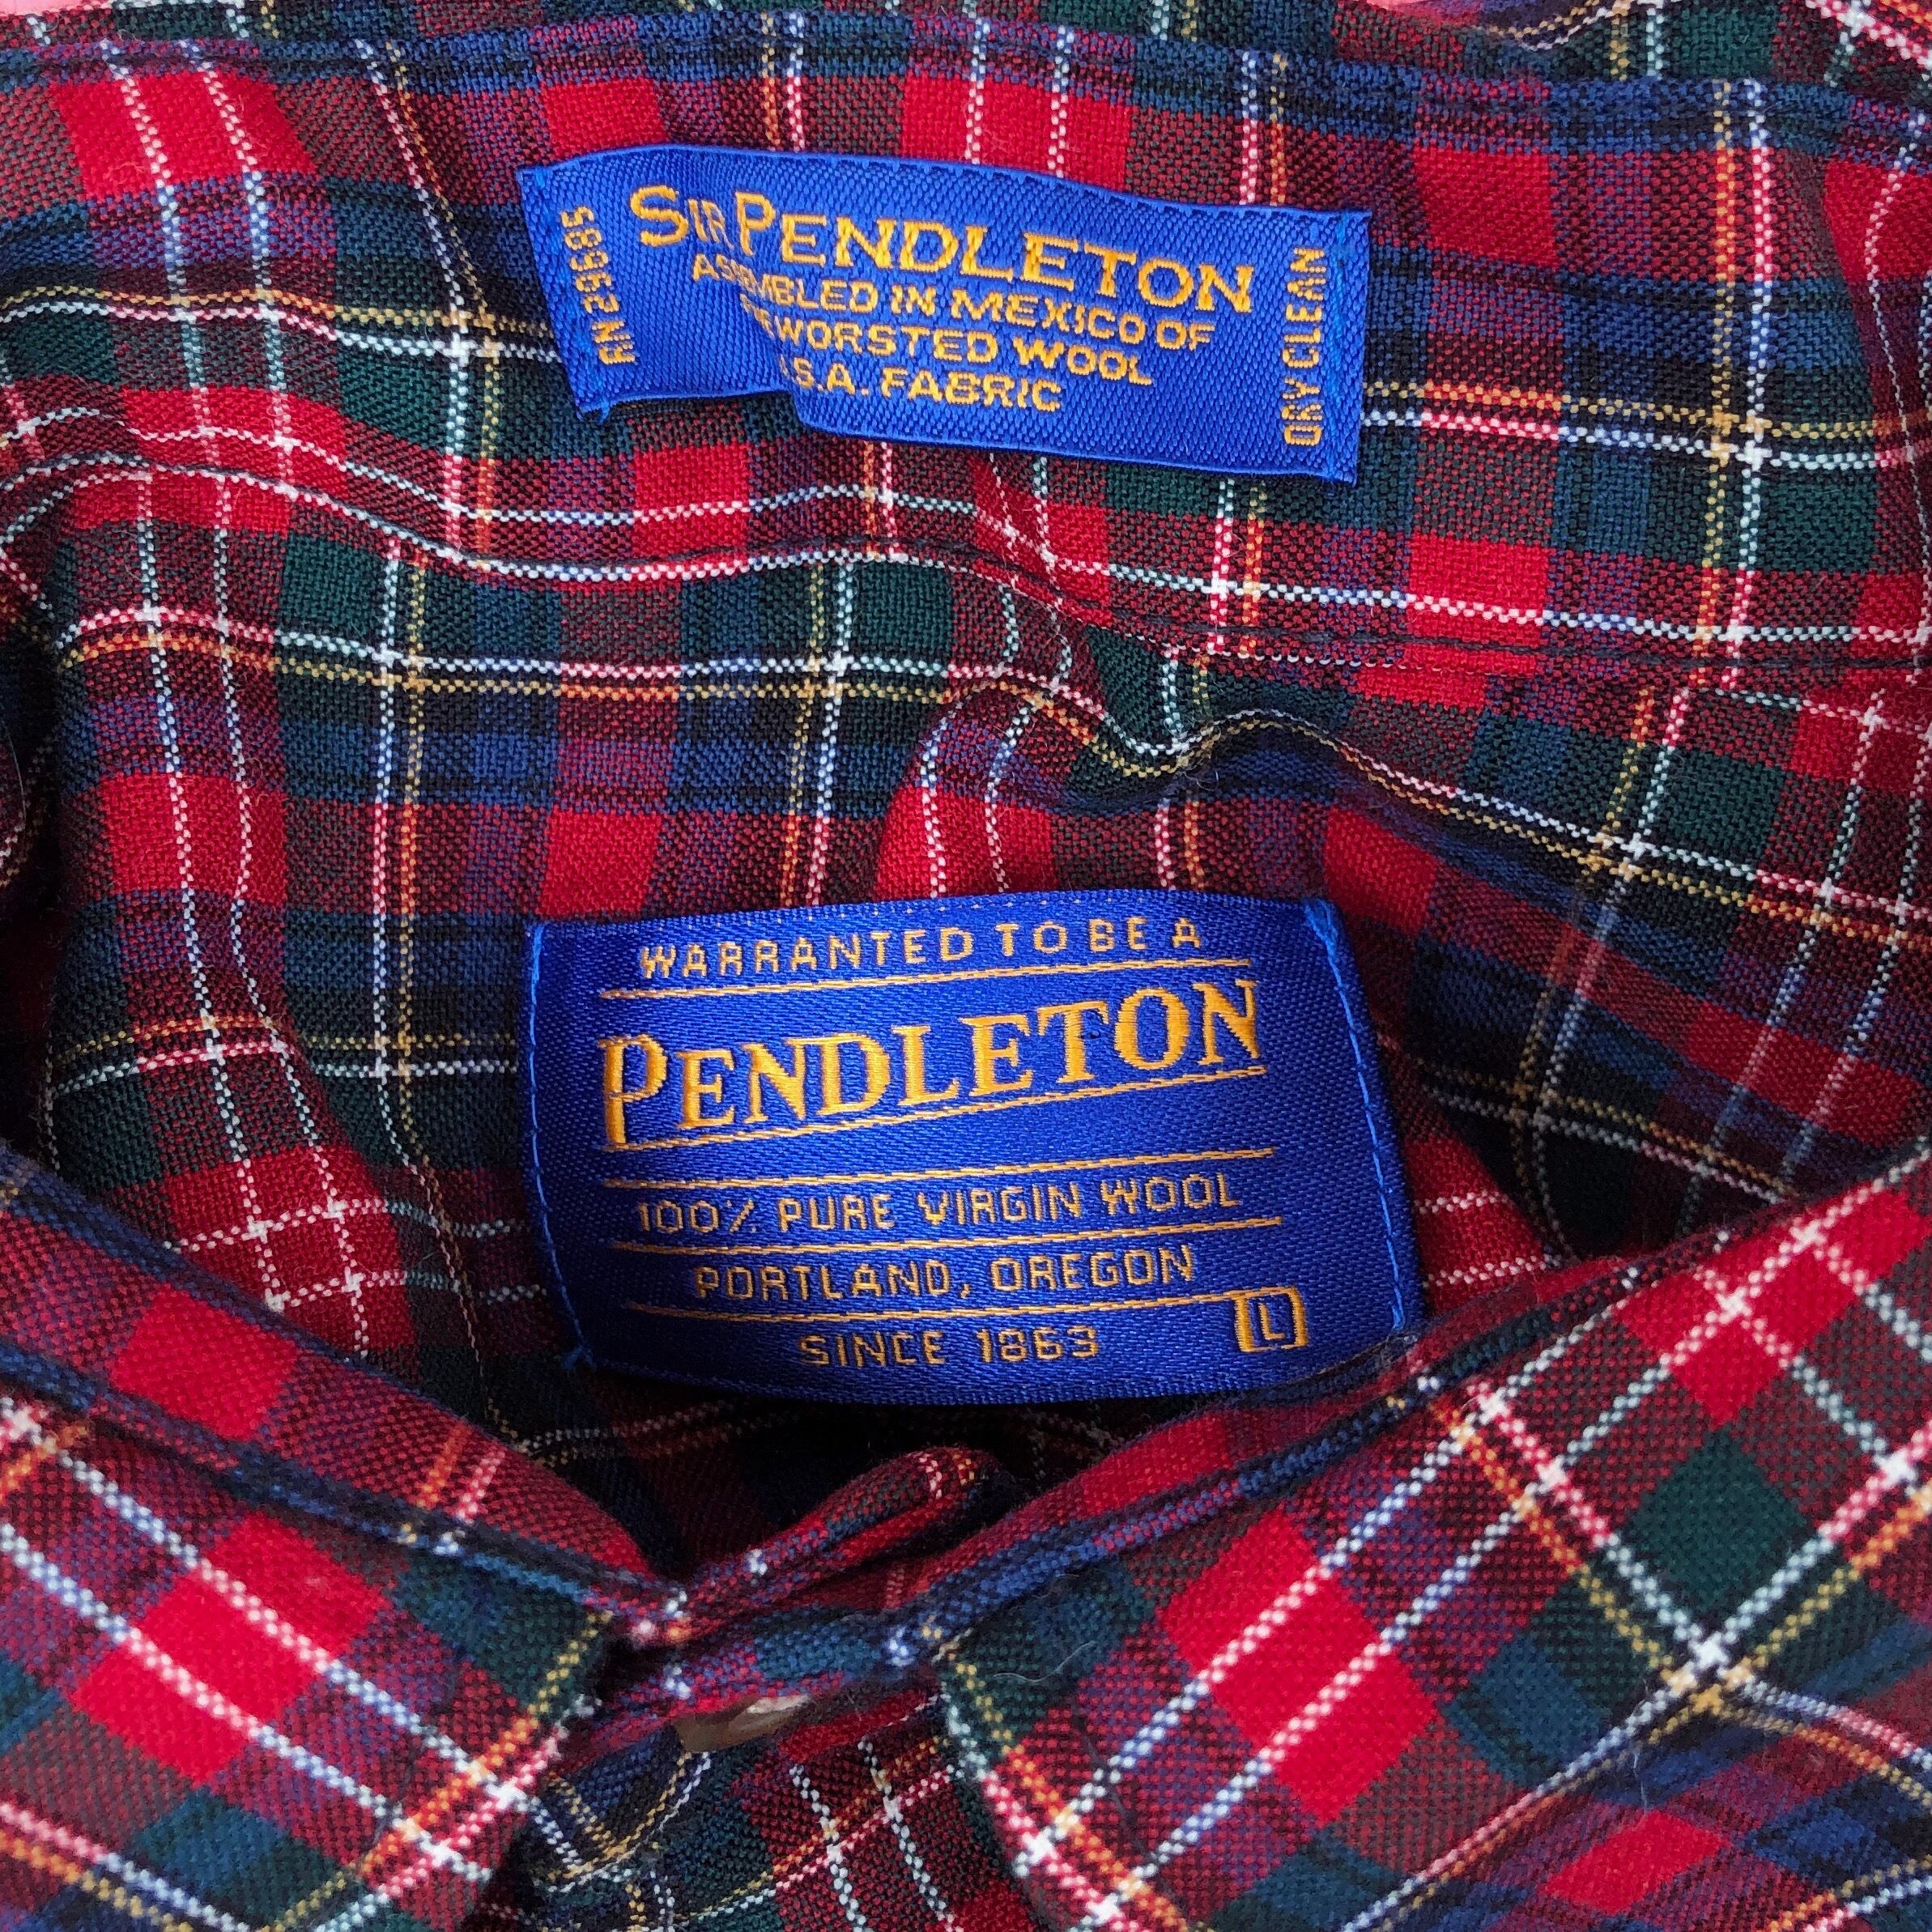 SIR PENDLETON
ASSEMBLED IN MEXICO OF
WORSTED WOOL
U.S.A. FABRIC
RN 29685
DRY CLEAN
WARRANTED TO BE A
PENDLETON
100% PURE VIRGIN WOOL
PORTLAND, OREGON
SINCE 1863
L